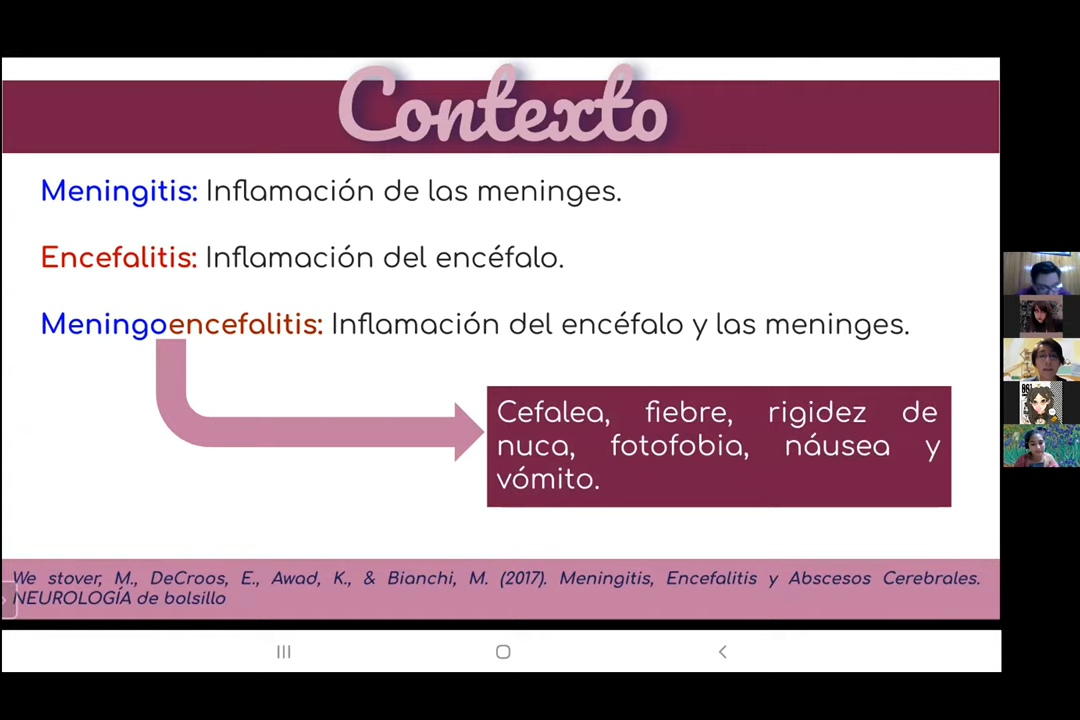 Contexto
Meningitis: Inflamación de las meninges.
Encefalitis: Inflamación del encéfalo.
Meningoencefalitis: Inflamación del encéfalo y las meninges.
Cefalea, fiebre, rigidez de
nuca, fotofobia, náusea y
vómito.
We stover, M., DeCroos, E., Awad, K., & Bianchi, M. (2017). Meningitis, Encefalitis y Abscesos Cerebrales.
NEUROLOGÍA de bolsillo